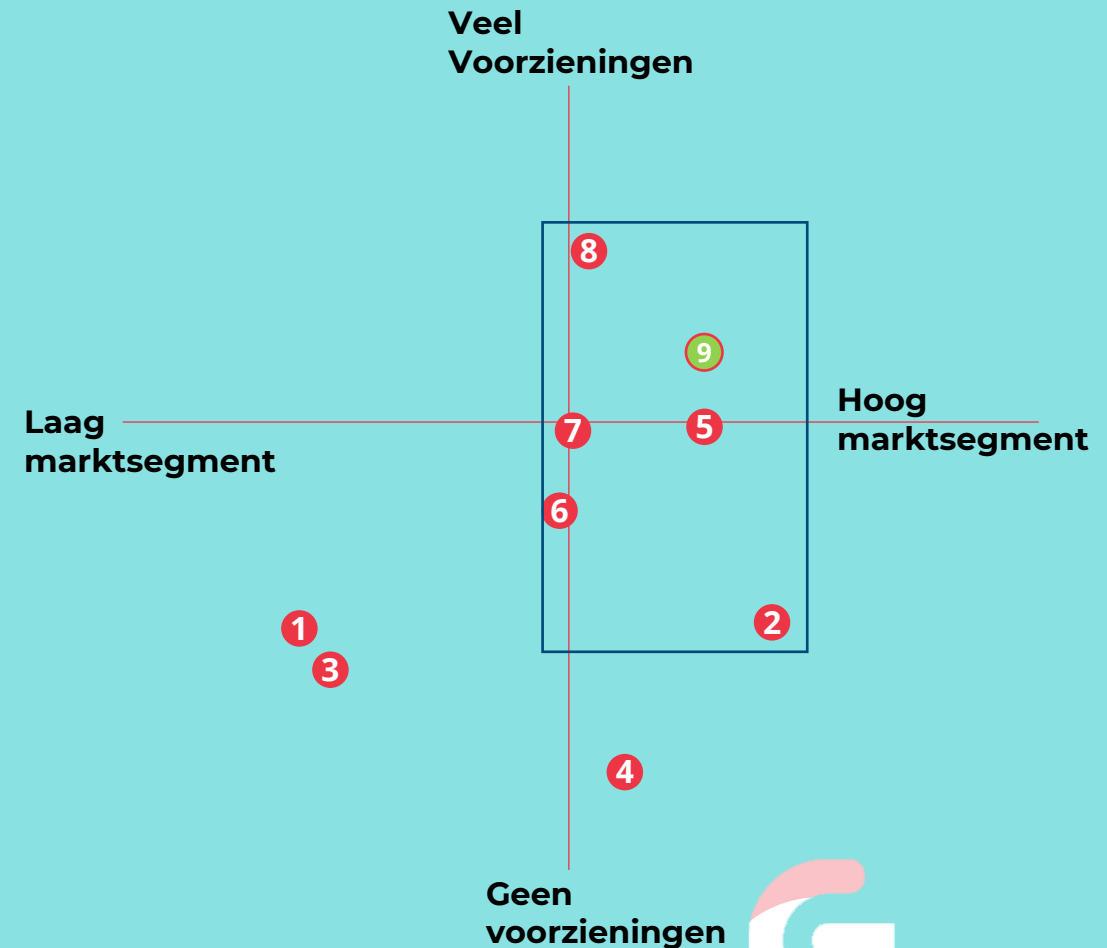 Veel
Voorzieningen
8
9
Hoog
marktsegment
Laag
marktsegment
7
5
6
1
2
3
4
Geen
voorzieningen